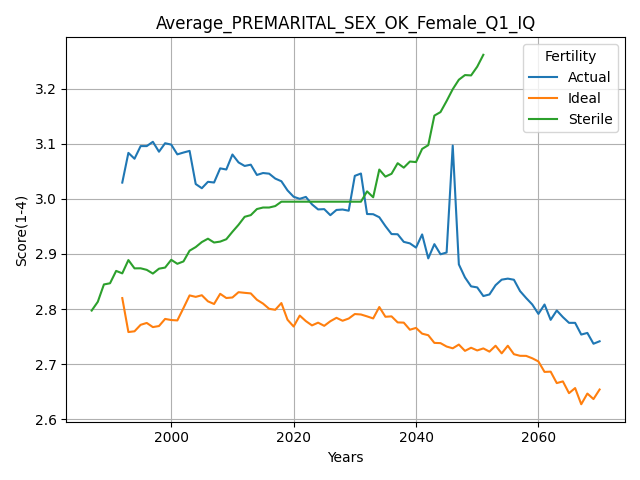 Average_PREMARITAL_SEX_OK_Female_Q1_IQ
Fertility
Actual
Ideal
Sterile
Score(1-4)
3.2
3.1
3.0
2.9
2.8
2.7
2.6
2000
2020
2040
2060
Years